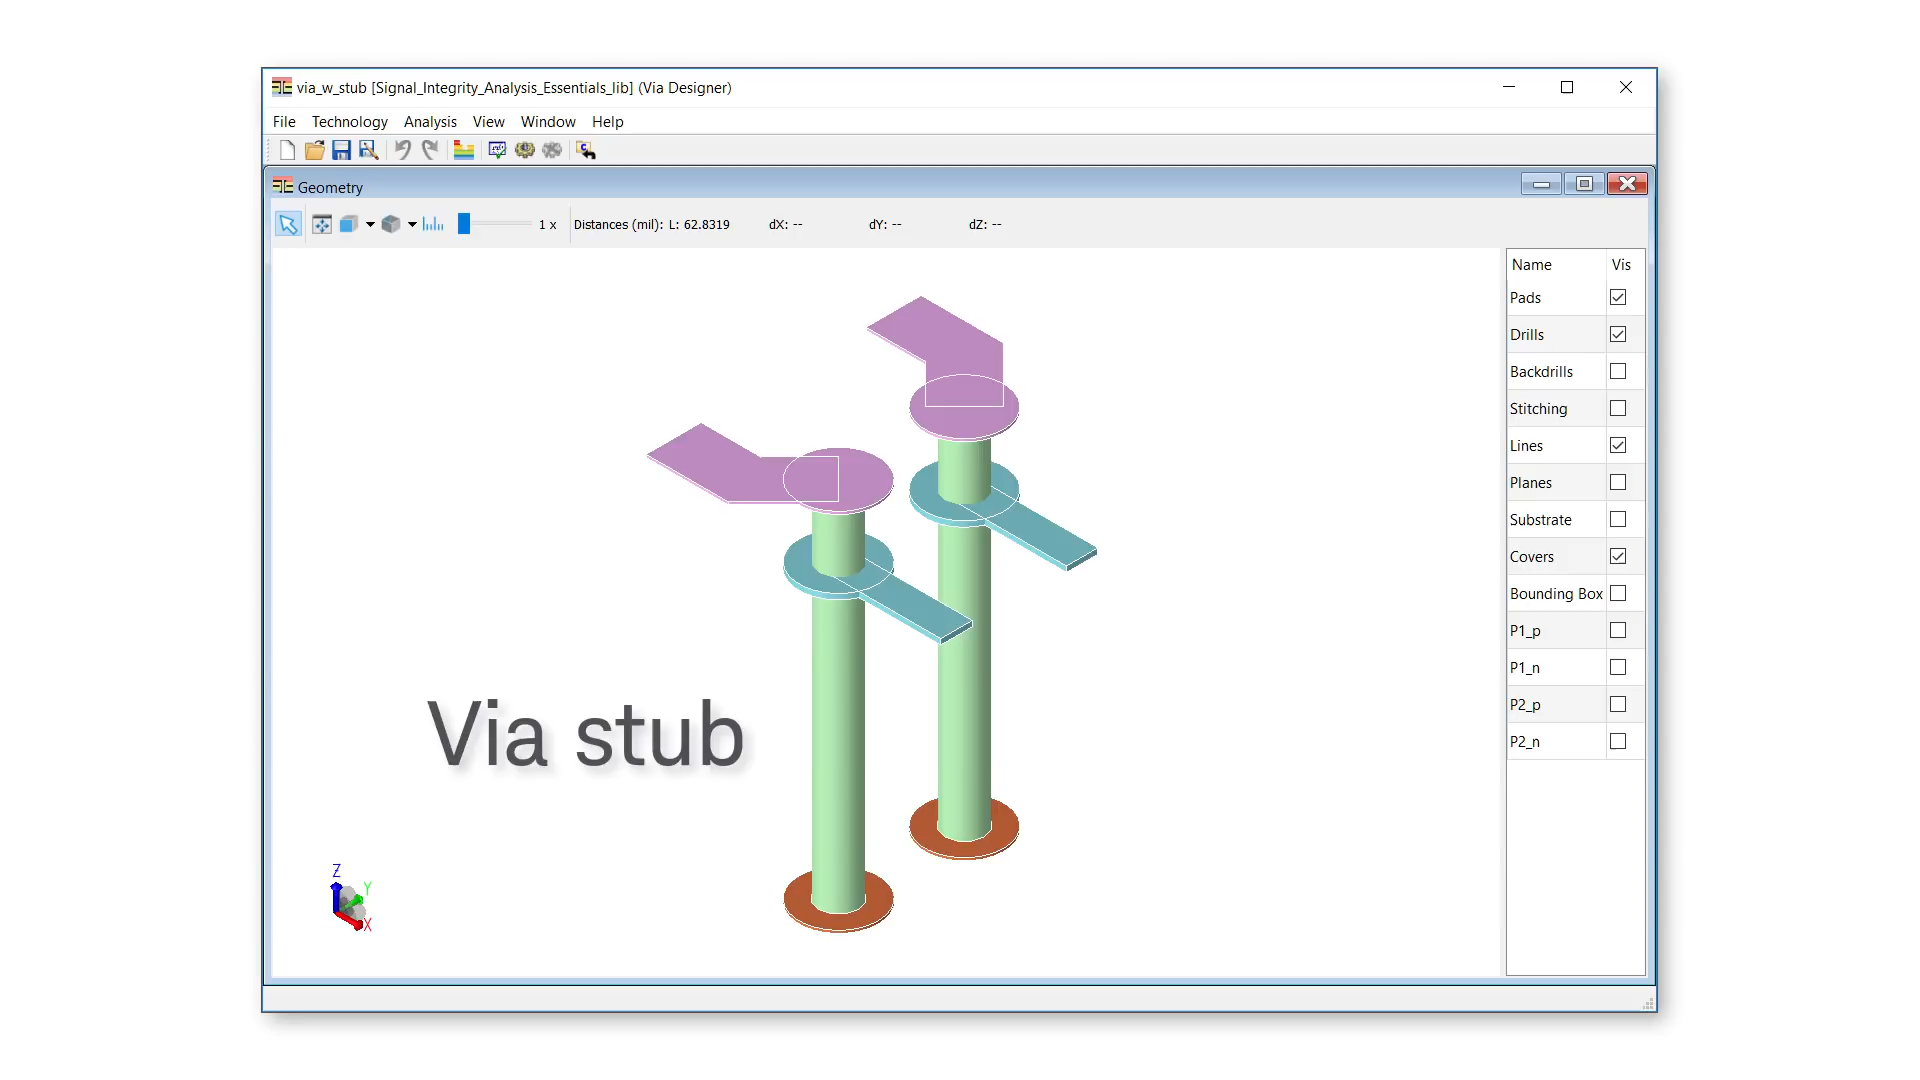 via_w_stub [Signal_Integrity_Analysis_Essentials_lib] (Via Designer)
File Technology Analysis View Window Help
Geometry
1 x Distances (mil): L: 62.8319 dX: -- dY: -- dZ: --
Name Vis
Pads
Drills
Backdrills
Stitching
Lines
Planes
Substrate
Covers
Bounding Box
P1_p
P1_n
P2_p
P2_n
Via stub
Z
Y
X